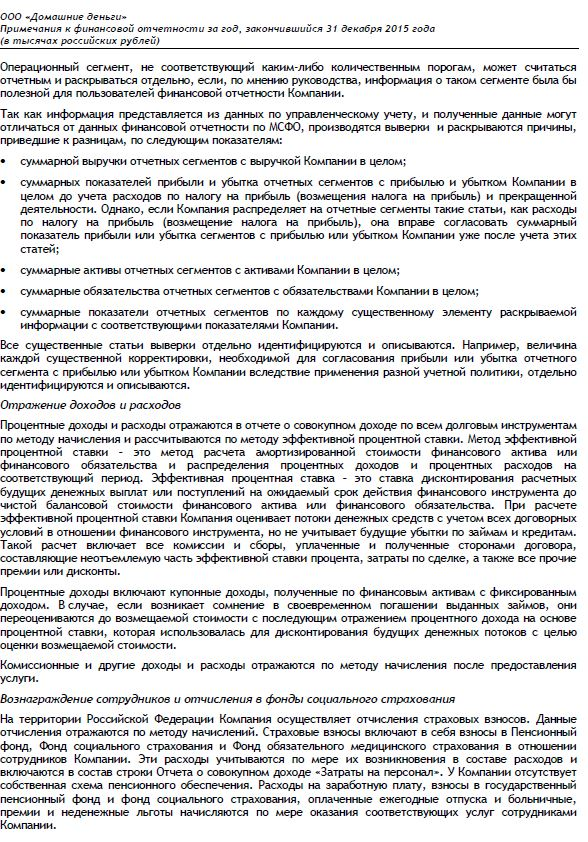 ООО «Домашние деньги»
Примечания к финансовой отчетности за год, закончившийся 31 декабря 2015 года
(в тысячах российских рублей)
Операционный сегмент, не соответствующий каким-либо количественным порогам, может считаться
отчетным и раскрываться отдельно, если, по мнению руководства, информация о таком сегменте была бы
полезной для пользователей финансовой отчетности Компании.
Так как информация представляется из данных по управленческому учету, и полученные данные могут
отличаться от данных финансовой отчетности по МСФО, производятся выверки и раскрываются причины,
приведшие к разницам, по следующим показателям:
• суммарной выручки отчетных сегментов с выручкой Компании в целом;
• суммарных показателей прибыли и убытка отчетных сегментов с прибылью и убытком Компании в
целом до учета расходов по налогу на прибыль (возмещения налога на прибыль) и прекращенной
деятельности. Однако, если Компания распределяет на отчетные сегменты такие статьи, как расходы
по налогу на прибыль (возмещение налога на прибыль), она вправе согласовать суммарный
показатель прибыли или убытка сегментов с прибылью или убытком Компании уже после учета этих
статей;
• суммарные активы отчетных сегментов с активами Компании в целом;
• суммарные обязательства отчетных сегментов с обязательствами Компании в целом;
• суммарные показатели отчетных сегментов по каждому существенному элементу раскрываемой
информации с соответствующими показателями Компании.
Все существенные статьи выверки отдельно идентифицируются и описываются. Например, величина
каждой существенной корректировки, необходимой для согласования прибыли или убытка отчетного
сегмента с прибылью или убытком Компании вследствие применения разной учетной политики, отдельно
идентифицируются и описываются.
Отражение доходов и расходов
Процентные доходы и расходы отражаются в отчете о совокупном доходе по всем долговым инструментам
по методу начисления и рассчитываются по методу эффективной процентной ставки. Метод эффективной
процентной ставки – это метод расчета амортизированной стоимости финансового актива или
финансового обязательства и распределения процентных доходов и процентных расходов на
соответствующий период. Эффективная процентная ставка – это ставка дисконтирования расчетных
будущих денежных выплат или поступлений на ожидаемый срок действия финансового инструмента до
чистой балансовой стоимости финансового актива или финансового обязательства. При расчете
эффективной процентной ставки Компания оценивает потоки денежных средств с учетом всех договорных
условий в отношении финансового инструмента, но не учитывает будущие убытки по займам и кредитам.
Такой расчет включает все комиссии и сборы, уплаченные и полученные сторонами договора,
составляющие неотъемлемую часть эффективной ставки процента, затраты по сделке, а также все прочие
премии или дисконты.
Процентные доходы включают купонные доходы, полученные по финансовым активам с фиксированным
доходом. В случае, если возникает сомнение в своевременном погашении выданных займов, они
переоцениваются до возмещаемой стоимости с последующим отражением процентного дохода на основе
процентной ставки, которая использовалась для дисконтирования будущих денежных потоков с целью
оценки возмещаемой стоимости.
Комиссионные и другие доходы и расходы отражаются по методу начисления после предоставления
услуги.
Вознаграждение сотрудников и отчисления в фонды социального страхования
На территории Российской Федерации Компания осуществляет отчисления страховых взносов. Данные
отчисления отражаются по методу начислений. Страховые взносы включают в себя взносы в Пенсионный
фонд, Фонд социального страхования и Фонд обязательного медицинского страхования в отношении
сотрудников Компании. Эти расходы учитываются по мере их возникновения в составе расходов и
включаются в состав строки Отчета о совокупном доходе «Затраты на персонал». У Компании отсутствует
собственная схема пенсионного обеспечения. Расходы на заработную плату, взносы в государственный
пенсионный фонд и фонд социального страхования, оплаченные ежегодные отпуска и больничные,
премии и неденежные льготы начисляются по мере оказания соответствующих услуг сотрудниками
Компании.